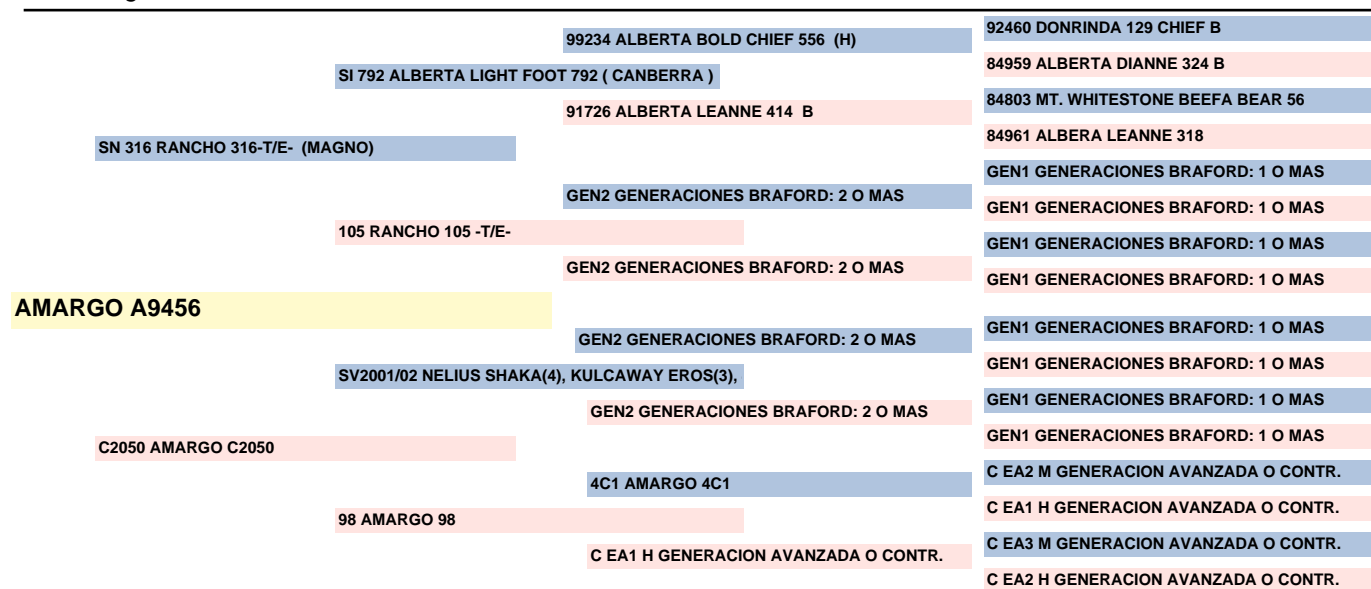 92460 DONRINDA 129 CHIEF B
99234 ALBERTA BOLD CHIEF 556 (H)
84959 ALBERTA DIANNE 324 B
SI 792 ALBERTA LIGHT FOOT 792 ( CANBERRA )
84803 MT. WHITESTONE BEEFA BEAR 56
91726 ALBERTA LEANNE 414 B
84961 ALBERA LEANNE 318
SN 316 RANCHO 316-T/E- (MAGNO)
GEN1 GENERACIONES BRAFORD: 1 O MAS
GEN2 GENERACIONES BRAFORD: 2 O MAS
GEN1 GENERACIONES BRAFORD: 1 O MAS
105 RANCHO 105 -T/E-
GEN1 GENERACIONES BRAFORD: 1 O MAS
GEN2 GENERACIONES BRAFORD: 2 O MAS
GEN1 GENERACIONES BRAFORD: 1 O MAS
AMARGO A9456
GEN1 GENERACIONES BRAFORD: 1 O MAS
GEN2 GENERACIONES BRAFORD: 2 O MAS
GEN1 GENERACIONES BRAFORD: 1 O MAS
SV2001/02 NELIUS SHAKA(4), KULCAWAY EROS(3),
GEN1 GENERACIONES BRAFORD: 1 O MAS
GEN2 GENERACIONES BRAFORD: 2 O MAS
GEN1 GENERACIONES BRAFORD: 1 O MAS
C2050 AMARGO C2050
C EA2 M GENERACION AVANZADA O CONTR.
4C1 AMARGO 4C1
C EA1 H GENERACION AVANZADA O CONTR.
98 AMARGO 98
C EA3 M GENERACION AVANZADA O CONTR.
C EA1 H GENERACION AVANZADA O CONTR.
C EA2 H GENERACION AVANZADA O CONTR.